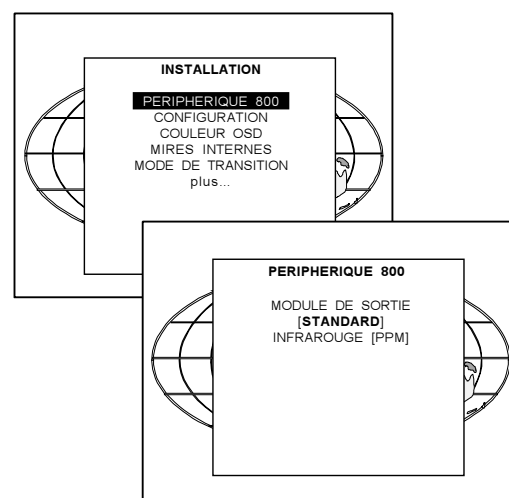 INSTALLATION
PERIPHERIQUE 800
CONFIGURATION
COULEUR OSD
MIRES INTERNES
MODE DE TRANSITION
plus...
PERIPHERIQUE 800
MODULE DE SORTIE
[STANDARD]
INFRAROUGE [PPM]